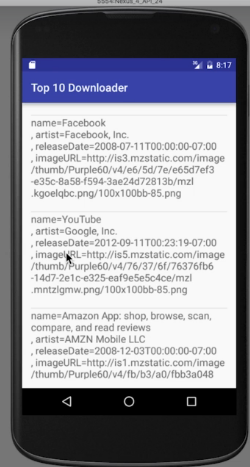 5554:Nexus_4_API_24
8:17
Top 10 Downloader
name=Facebook
, artist=Facebook, Inc.
, releaseDate=2008-07-11T00:00:00-07:00
, imageURL=http://is3.mzstatic.com/image
/thumb/Purple60/v4/e6/5d/7e/e65d7ef3
-e35c-8a58-f594-3ae24d72813b/mzl
.kgoelqbc.png/100x100bb-85.png
name=YouTube
, artist=Google, Inc.
, releaseDate=2012-09-11T00:23:19-07:00
, imageURL=http://is5.mzstatic.com/image
/thumb/Purple60/v4/76/37/6f/76376fb6
-14d7-2e1c-e325-eaf9e5e5c4ce/mzl
.mntzlgmw.png/100x100bb-85.png
name=Amazon App: shop, browse, scan,
compare, and read reviews
, artist=AMZN Mobile LLC
, releaseDate=2008-12-03T00:00:00-07:00
, imageURL=http://is1.mzstatic.com/image
/thumb/Purple60/v4/fb/b3/a0/fbb3a048